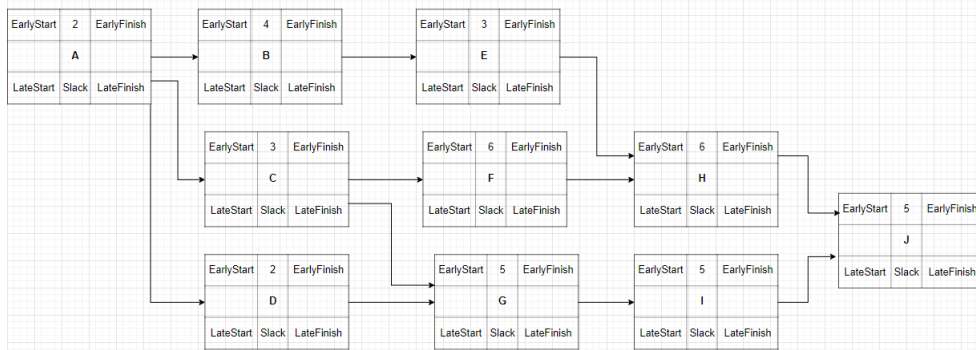 EarlyStart 2 EarlyFinish
A
LateStart Slack LateFinish
EarlyStart 4 EarlyFinish
B
LateStart Slack LateFinish
EarlyStart 3 EarlyFinish
E
LateStart Slack LateFinish
EarlyStart 3 EarlyFinish
C
LateStart Slack LateFinish
EarlyStart 6 EarlyFinish
F
LateStart Slack LateFinish
EarlyStart 6 EarlyFinish
H
LateStart Slack LateFinish
EarlyStart 5 EarlyFinish
J
LateStart Slack LateFinish
EarlyStart 2 EarlyFinish
D
LateStart Slack LateFinish
EarlyStart 5 EarlyFinish
G
LateStart Slack LateFinish
EarlyStart 5 EarlyFinish
I
LateStart Slack LateFinish